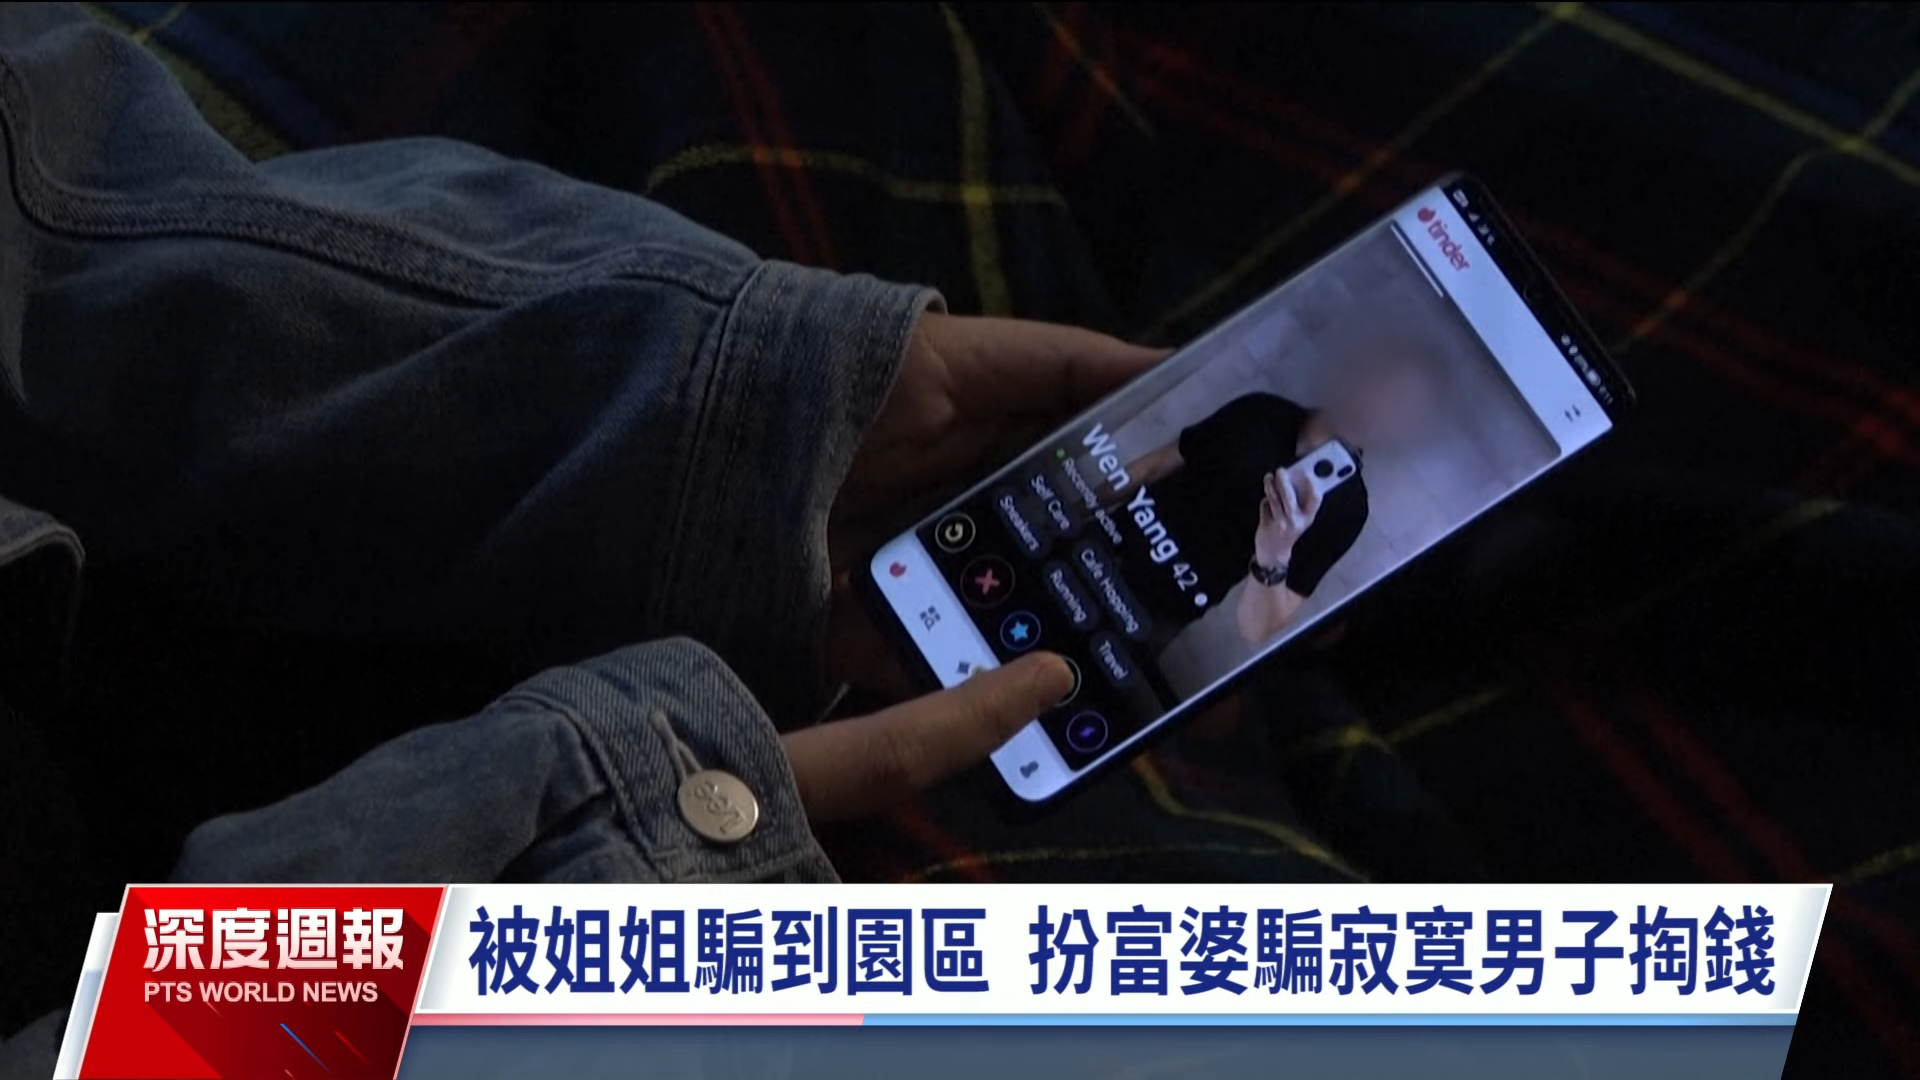 tinder
Wen Yang 42
Recently active
Self Care
Cafe Hopping
Sneakers
Running
Travel
深度週報
PTS WORLD NEWS
被姐姐騙到園區 扮富婆騙寂寞男子掏錢